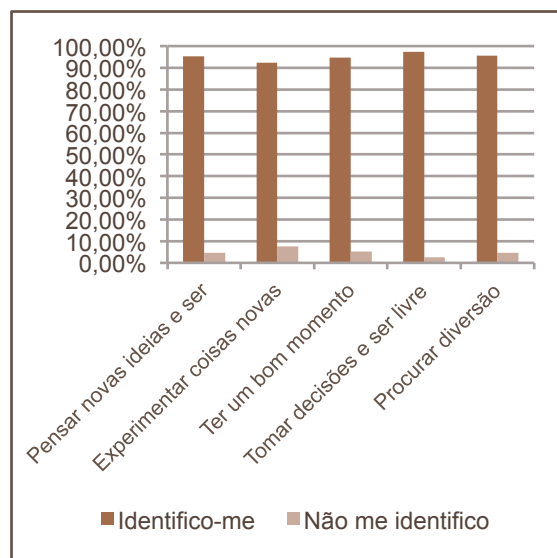 100,00%
90,00%
80,00%
70,00%
60,00%
50,00%
40,00%
30,00%
20,00%
10,00%
0,00%
Pensar novas ideias e ser
Experimentar coisas novas
Ter um bom momento
Tomar decisões e ser livre
Procurar diversão
Identifico-me
Não me identifico